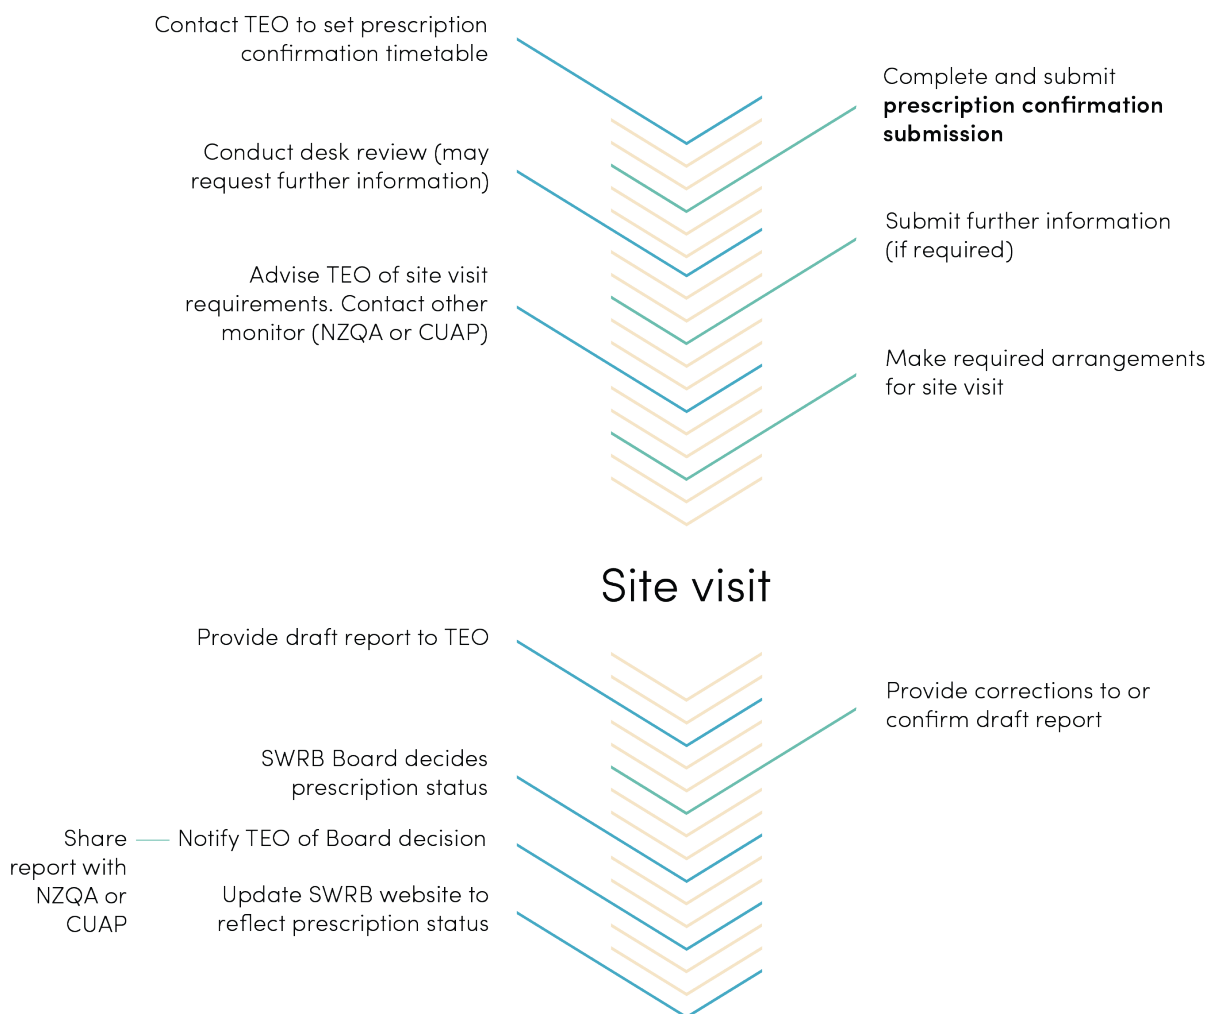 Contact TEO to set prescription
confirmation timetable
Complete and submit
prescription confirmation
submission
Conduct desk review (may
request further information)
Submit further information
(if required)
Advise TEO of site visit
requirements. Contact other
monitor (NZQA or CUAP)
Make required arrangements
for site visit
Site visit
Provide draft report to TEO
Provide corrections to or
confirm draft report
SWRB Board decides
prescription status
Notify TEO of Board decision
Share
report with
NZQA or
CUAP
Update SWRB website to
reflect prescription status